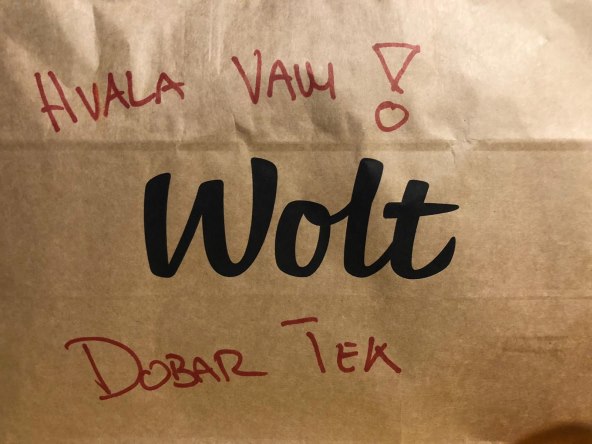 HVALA VAM!
Wolt
DOBAR TEK